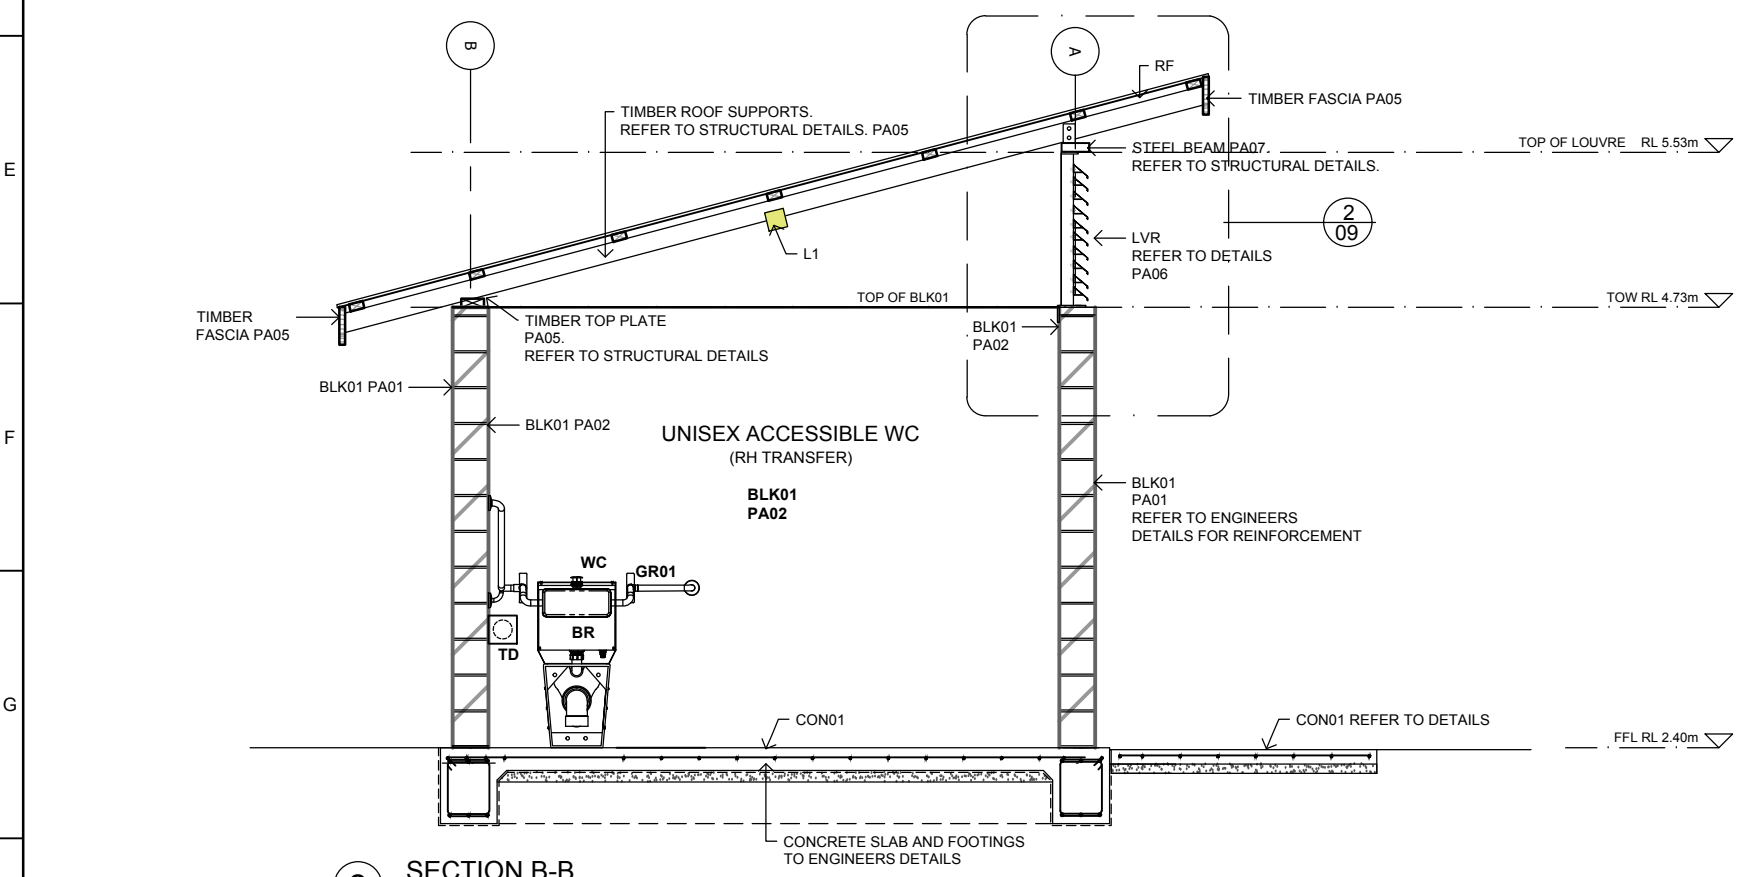 B
A
RF
TIMBER FASCIA PA05
TIMBER ROOF SUPPORTS.
REFER TO STRUCTURAL DETAILS. PA05
E
STEEL BEAM PA07.
REFER TO STRUCTURAL DETAILS.
TOP OF LOUVRE RL 5.53m
2
09
LVR
REFER TO DETAILS
PA06
L1
TOP OF BLK01
TOW RL 4.73m
TIMBER
FASCIA PA05
TIMBER TOP PLATE
PA05.
REFER TO STRUCTURAL DETAILS
BLK01
PA02
BLK01 PA01
F
BLK01 PA02
UNISEX ACCESSIBLE WC
(RH TRANSFER)
BLK01
PA02
BLK01
PA01
REFER TO ENGINEERS
DETAILS FOR REINFORCEMENT
WC
GR01
BR
TD
G
CON01
CON01 REFER TO DETAILS
FFL RL 2.40m
CONCRETE SLAB AND FOOTINGS
TO ENGINEERS DETAILS
SECTION B-B